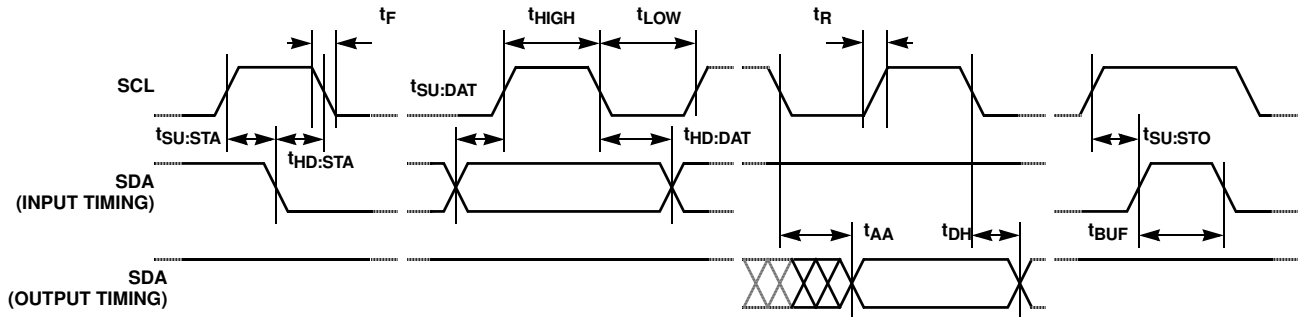 tF tHIGH tLOW tR
SCL
tSU:DAT
tSU:STA tHD:STA tHD:DAT tSU:STO
SDA
(INPUT TIMING)
tAA tDH tBUF
SDA
(OUTPUT TIMING)